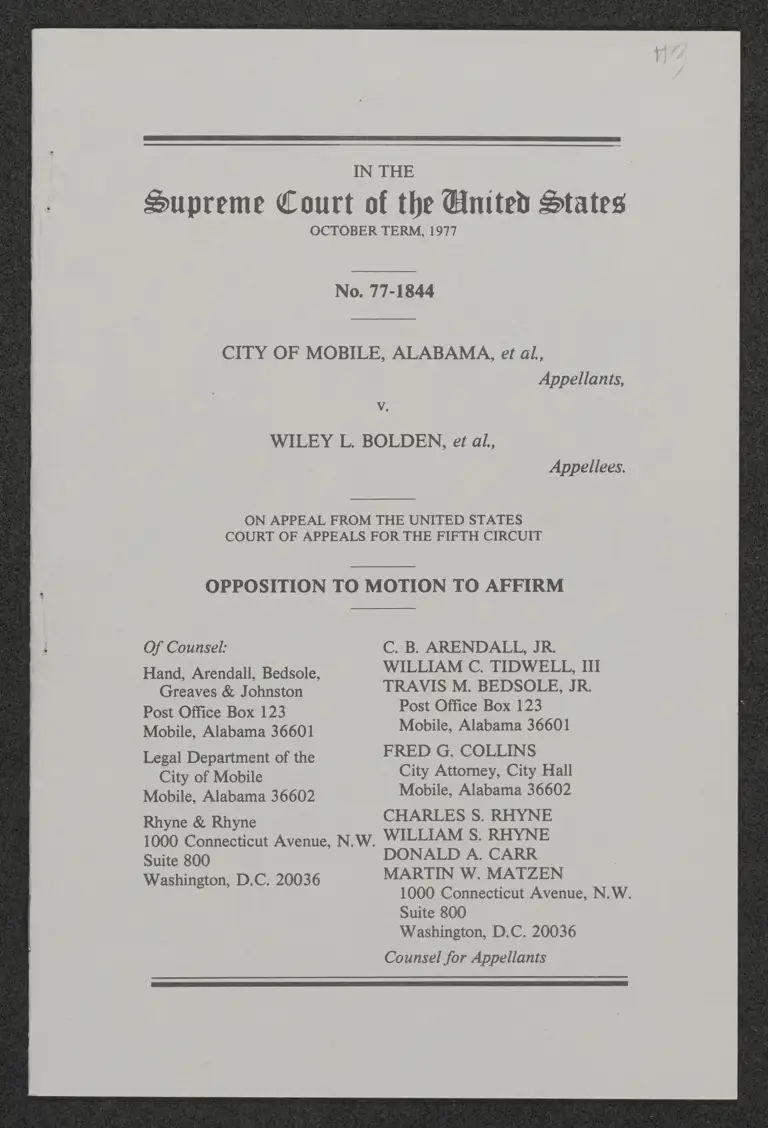 IN THE
Supreme Court of the United States
OCTOBER TERM, 1977
No. 77-1844
CITY OF MOBILE, ALABAMA, et al.,
Appellants,
v.
WILEY L. BOLDEN, et al.,
Appellees.
ON APPEAL FROM THE UNITED STATES
COURT OF APPEALS FOR THE FIFTH CIRCUIT
OPPOSITION TO MOTION TO AFFIRM
Of Counsel:
Hand, Arendall, Bedsole,
Greaves & Johnston
Post Office Box 123
Mobile, Alabama 36601
Legal Department of the
City of Mobile
Mobile, Alabama 36602
Rhyne & Rhyne
1000 Connecticut Avenue, N.W.
Suite 800
Washington, D.C. 20036
C. B. ARENDALL, JR.
WILLIAM C. TIDWELL, III
TRAVIS M. BEDSOLE, JR.
Post Office Box 123
Mobile, Alabama 36601
FRED G. COLLINS
City Attorney, City Hall
Mobile, Alabama 36602
CHARLES S. RHYNE
WILLIAM S. RHYNE
DONALD A. CARR
MARTIN W. MATZEN
1000 Connecticut Avenue, N.W.
Suite 800
Washington, D.C. 20036
Counsel for Appellants